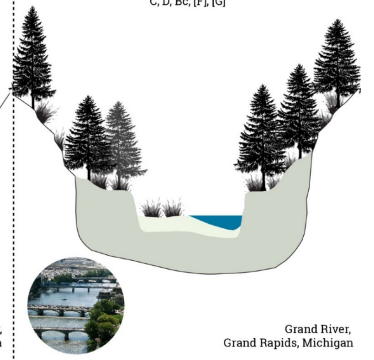 C, D, Bc, [F], [G]
Grand River,
Grand Rapids, Michigan